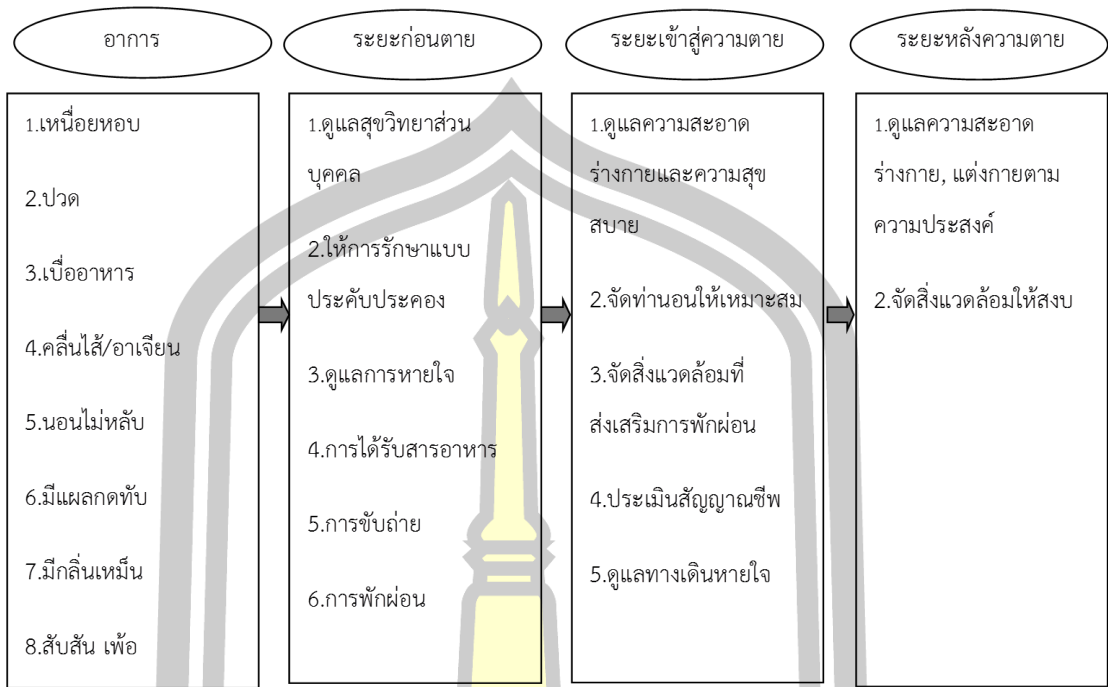 อาการ
ระยะก่อนตาย
ระยะเข้าสู่ความตาย
ระยะหลังความตาย
1.เหนื่อยหอบ
2.ปวด
3.เบื่ออาหาร
4.คลื่นไส้/อาเจียน
5.นอนไม่หลับ
6.มีแผลกดทับ
7.มีกลิ่นเหม็น
8.สับสัน เพ้อ
1.ดูแลสุขวิทยาส่วน
บุคคล
2.ให้การรักษาแบบ
ประคับประคอง
3.ดูแลการหายใจ
4.การได้รับสารอาหาร
5.การขับถ่าย
6.การพักผ่อน
1.ดูแลความสะอาด
ร่างกายและความสุข
สบาย
2.จัดท่านอนให้เหมาะสม
3.จัดสิ่งแวดล้อมที่
ส่งเสริมการพักผ่อน
4.ประเมินสัญญาณชีพ
5.ดูแลทางเดินหายใจ
1.ดูแลความสะอาด
ร่างกาย, แต่งกายตาม
ความประสงค์
2.จัดสิ่งแวดล้อมให้สงบ